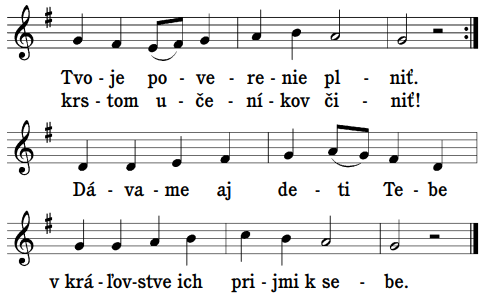 Tvo - je po - ve - re - nie pl - niť.
krs - tom u - če - ní - kov či - niť!
Dá - va - me aj de - ti Te - be
v krá - ľov - stve ich pri - jmi k se - be.